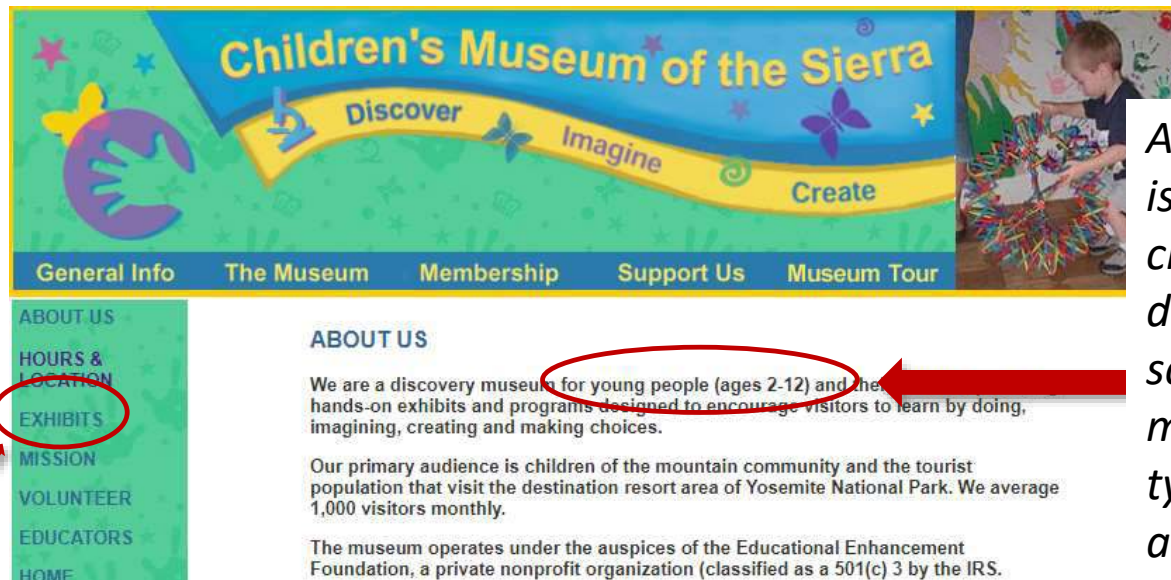 Children's Museum of the Sierra
Discover
Imagine
Create
General Info The Museum Membership Support Us Museum Tour
ABOUT US
HOURS &
LOCATION
EXHIBITS
MISSION
VOLUNTEER
EDUCATORS
HOME
ABOUT US
We are a discovery museum for young people (ages 2-12) and
hands-on exhibits and programs designed to encourage visitors to learn by doing,
imagining, creating and making choices.
Our primary audience is children of the mountain community and the tourist
population that visit the destination resort area of Yosemite National Park. We average
1,000 visitors monthly.
The museum operates under the auspices of the Educational Enhancement
Foundation, a private nonprofit organization (classified as a 501(c) 3 by the IRS.
is